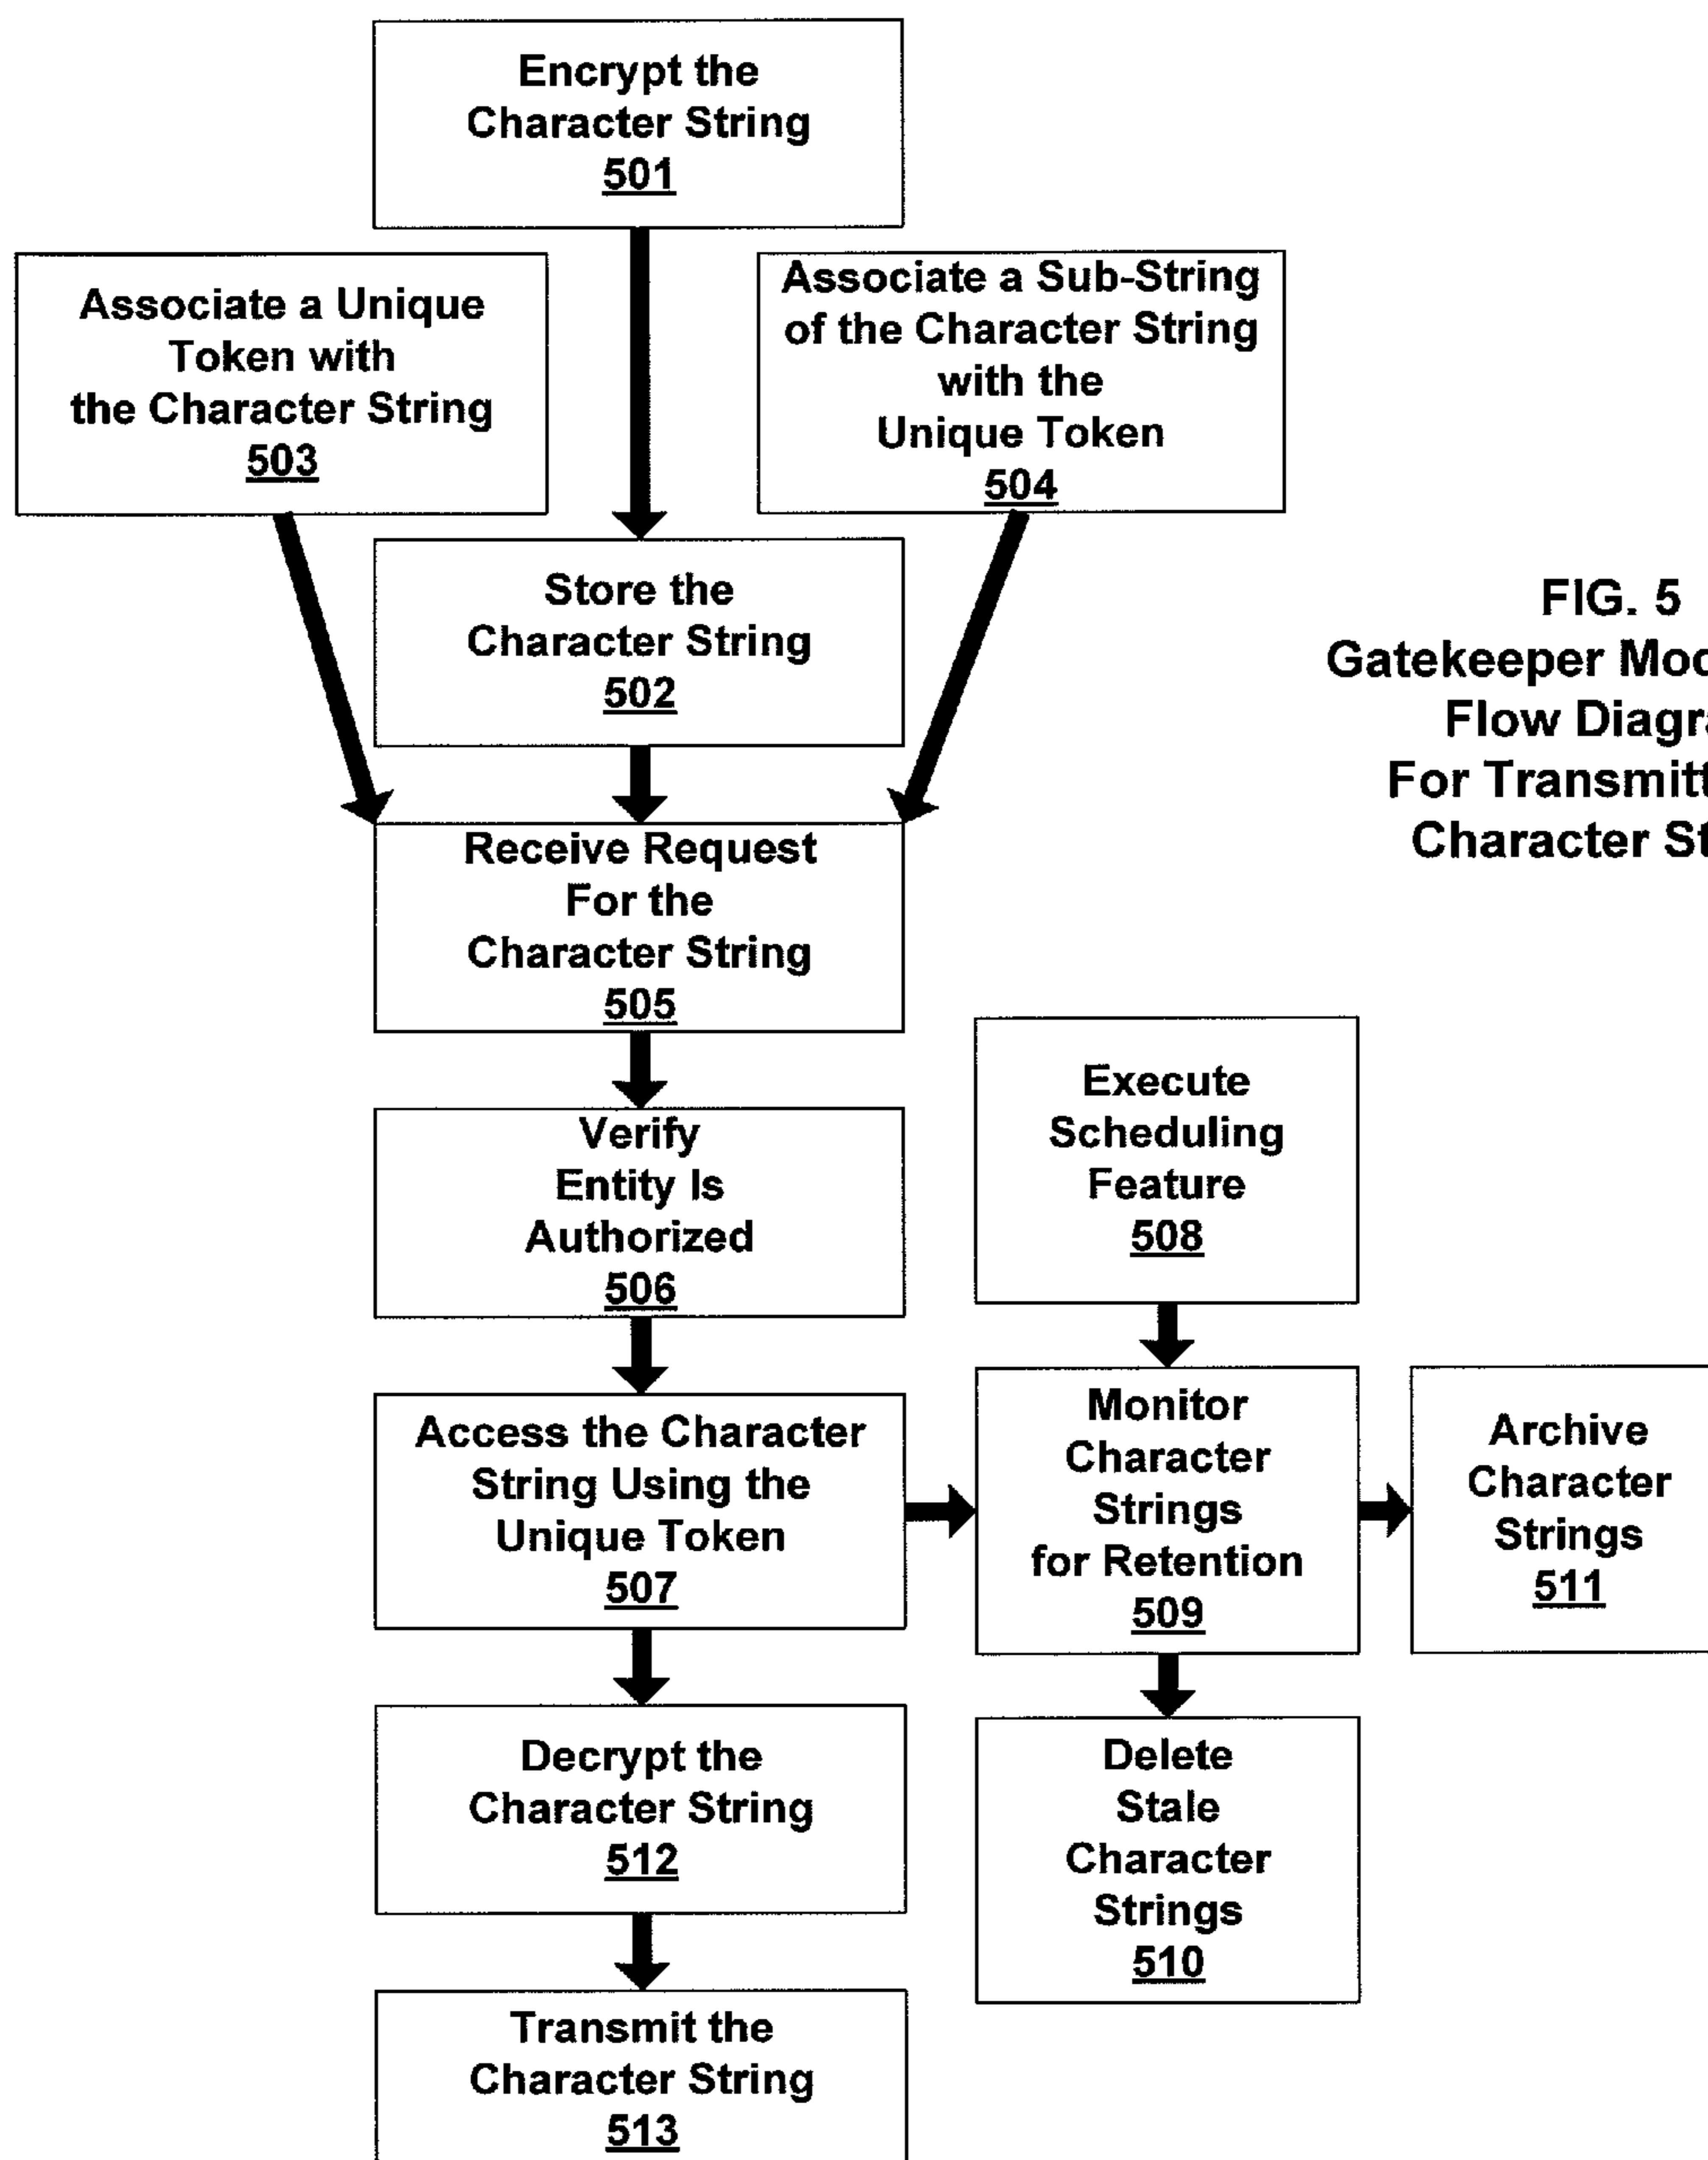 Encrypt the
Character String
501
Associate a Unique
Token with
the Character String
503
Associate a Sub-String
of the Character String
with the
Unique Token
504
Store the
Character String
502
FIG. 5
Gatekeeper
Flow
For
Character
Receive Request
For the
Character String
505
Verify
Entity Is
Authorized
506
Execute
Scheduling
Feature
508
Access the Character
String Using the
Unique Token
507
Monitor
Character
Strings
for Retention
509
Archive
Character
Strings
511
Decrypt the
Character String
512
Delete
Stale
Character
Strings
510
Transmit the
Character String
513